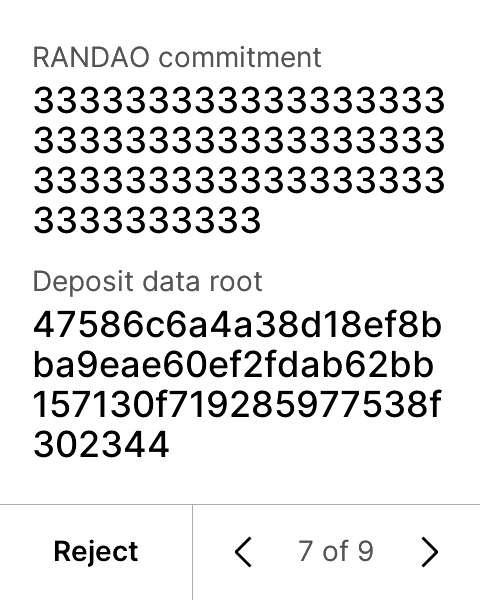 RANDAO commitment
333333333333333333
333333333333333333
333333333333333333
3333333333
Deposit data root
47586c6a4a38d18ef8b
ba9eae60ef2fdab62bb
157130f719285977538f
302344
Reject
7 of 9